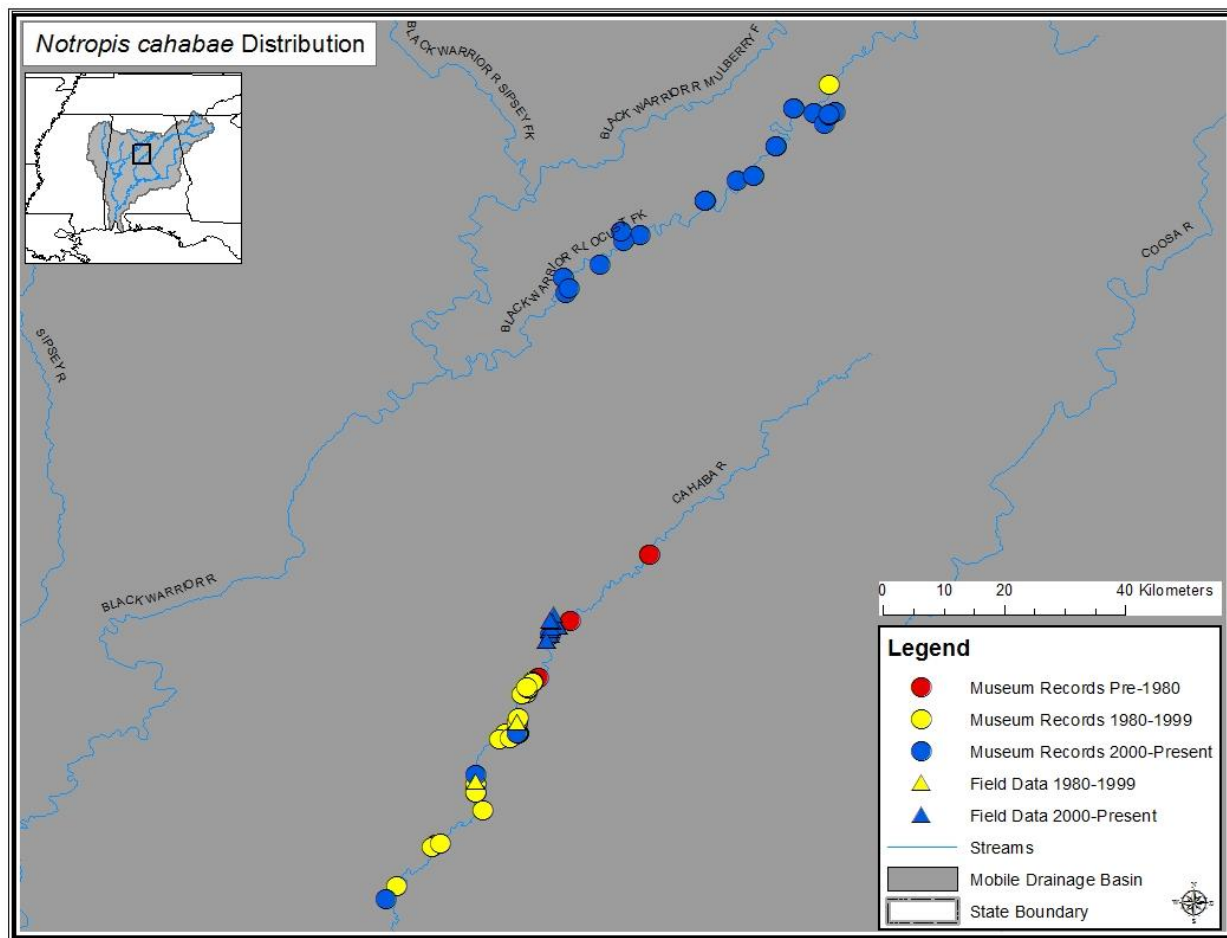 Notropis cahabae Distribution
BLACK WARRIOR R SIPSEY FK
BLACK WARRIOR R MULBERRY F
BLACK WARRIOR R LOCUST FK
COOSA R
SIPSEY R
CAHABA R
BLACK WARRIOR R
0 10 20 40 Kilometers
Legend
Museum Records Pre-1980
Museum Records 1980-1999
Museum Records 2000-Present
Field Data 1980-1999
Field Data 2000-Present
Streams
Mobile Drainage Basin
State Boundary